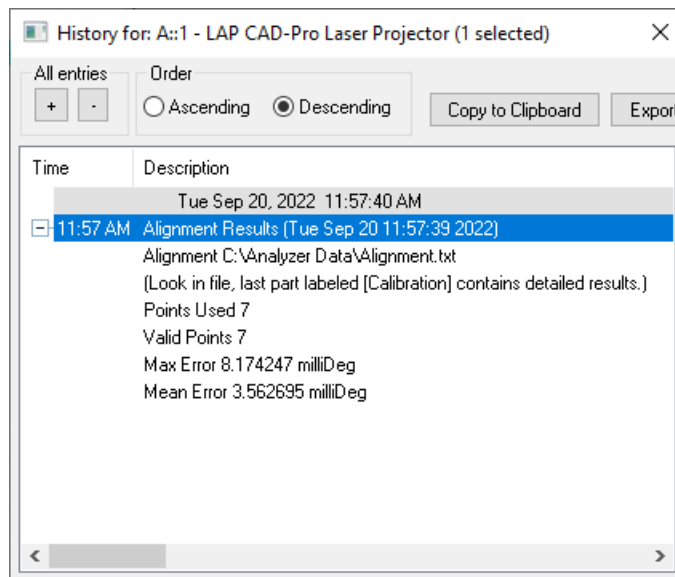 History for: A::1 - LAP CAD-Pro Laser Projector (1 selected)
All entries
Order
+ -
Ascending Descending
Copy to Clipboard
Export
Time Description
Tue Sep 20, 2022 11:57:40 AM
11:57 AM Alignment Results (Tue Sep 20 11:57:39 2022)
Alignment C:\Analyzer Data\Alignment.txt
(Look in file, last part labeled [Calibration] contains detailed results.)
Points Used 7
Valid Points 7
Max Error 8.174247 milliDeg
Mean Error 3.562695 milliDeg